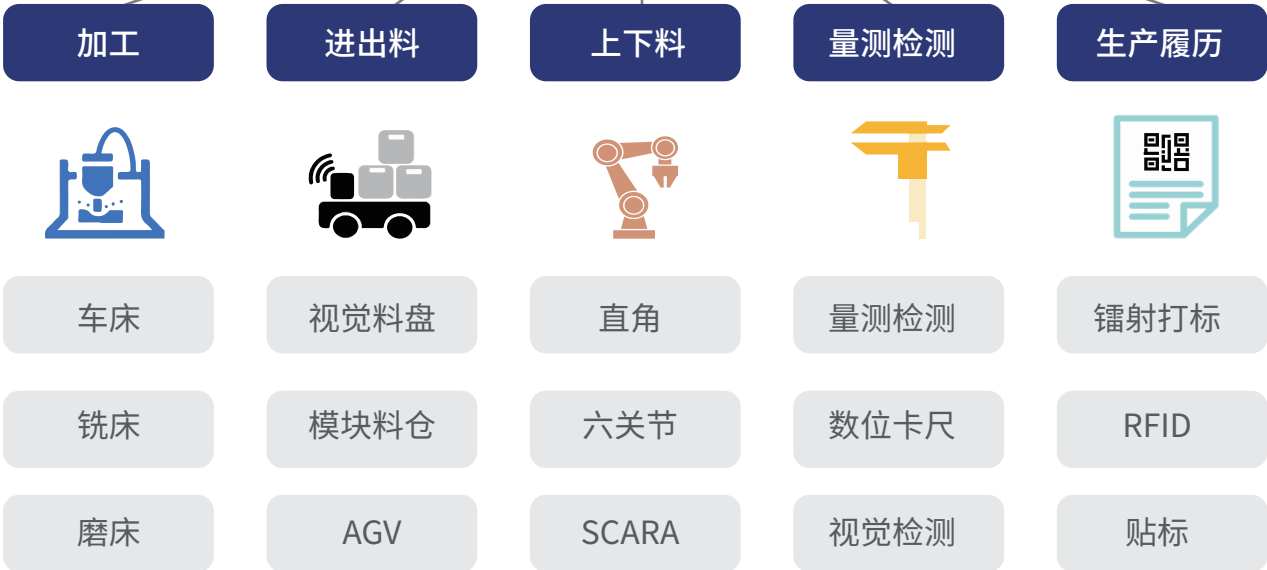 加工
进出料
上下料
量测检测
生产履历
车床
视觉料盘
直角
量测检测
镭射打标
铣床
模块料仓
六关节
数位卡尺
RFID
磨床
AGV
SCARA
视觉检测
贴标